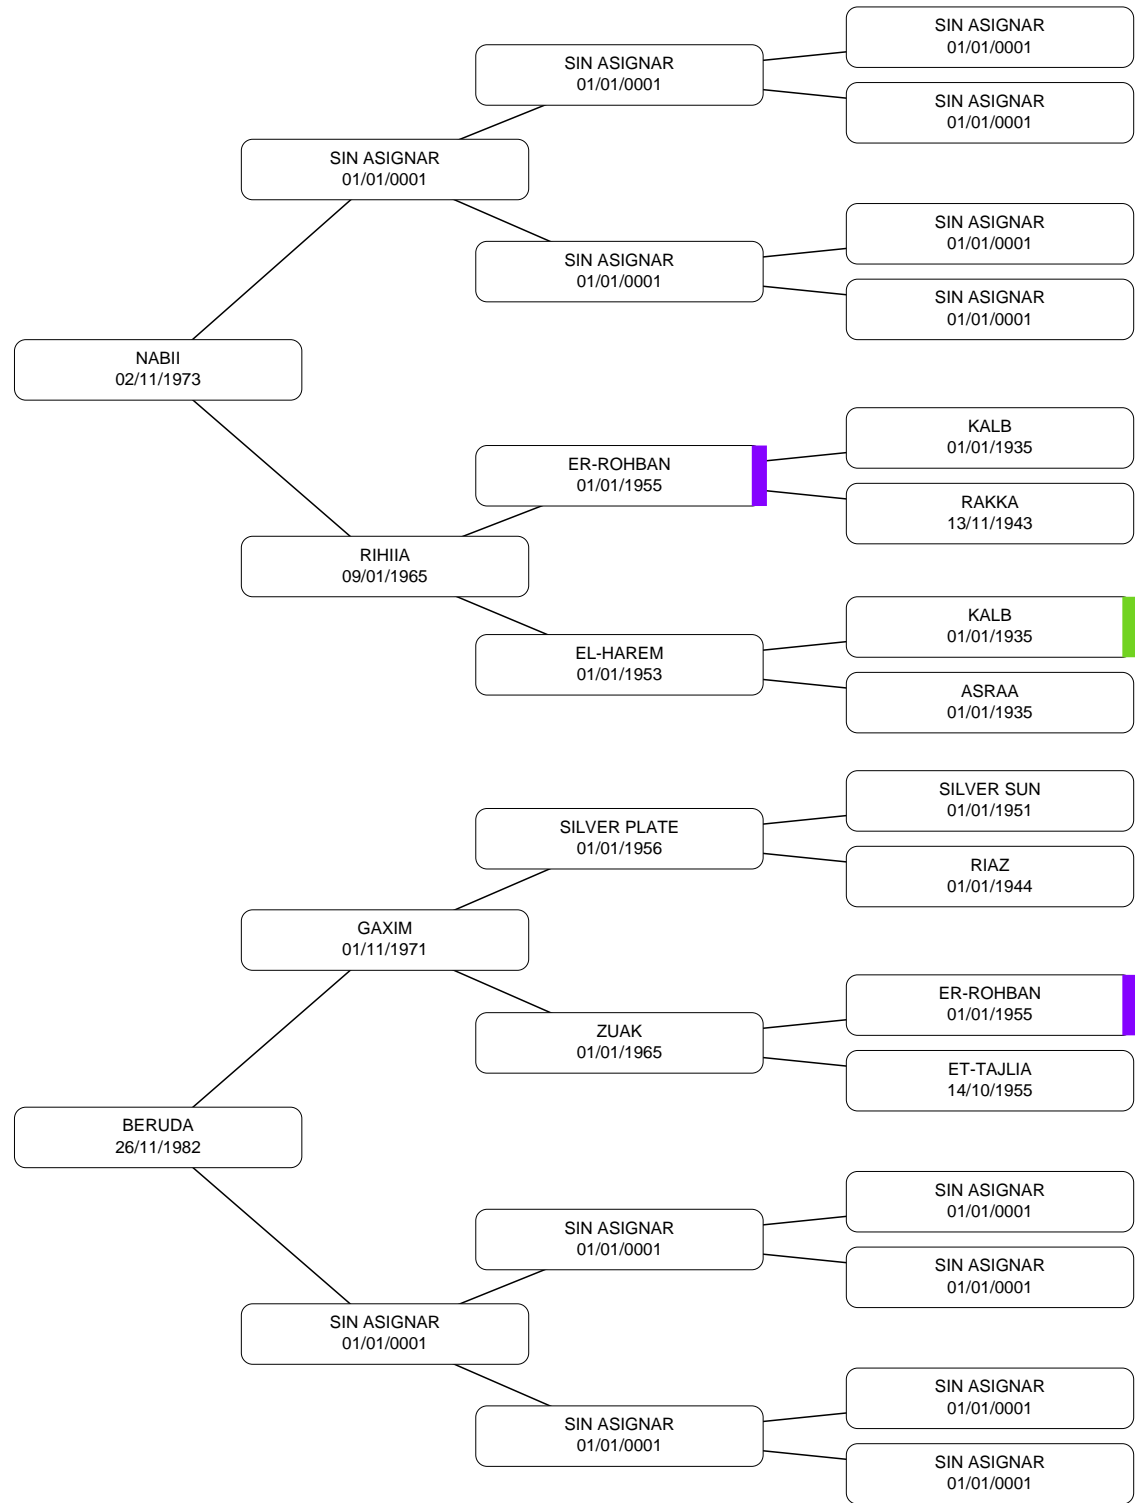 SIN ASIGNAR
01/01/0001
SIN ASIGNAR
01/01/0001
SIN ASIGNAR
01/01/0001
SIN ASIGNAR
01/01/0001
SIN ASIGNAR
01/01/0001
SIN ASIGNAR
01/01/0001
SIN ASIGNAR
01/01/0001
NABII
02/11/1973
KALB
01/01/1935
ER-ROHBAN
01/01/1955
RAKKA
13/11/1943
RIHIIA
09/01/1965
KALB
01/01/1935
EL-HAREM
01/01/1953
ASRAA
01/01/1935
SILVER SUN
01/01/1951
SILVER PLATE
01/01/1956
RIAZ
01/01/1944
GAXIM
01/11/1971
ER-ROHBAN
01/01/1955
ZUAK
01/01/1965
ET-TAJLIA
14/10/1955
BERUDA
26/11/1982
SIN ASIGNAR
01/01/0001
SIN ASIGNAR
01/01/0001
SIN ASIGNAR
01/01/0001
SIN ASIGNAR
01/01/0001
SIN ASIGNAR
01/01/0001
SIN ASIGNAR
01/01/0001
SIN ASIGNAR
01/01/0001